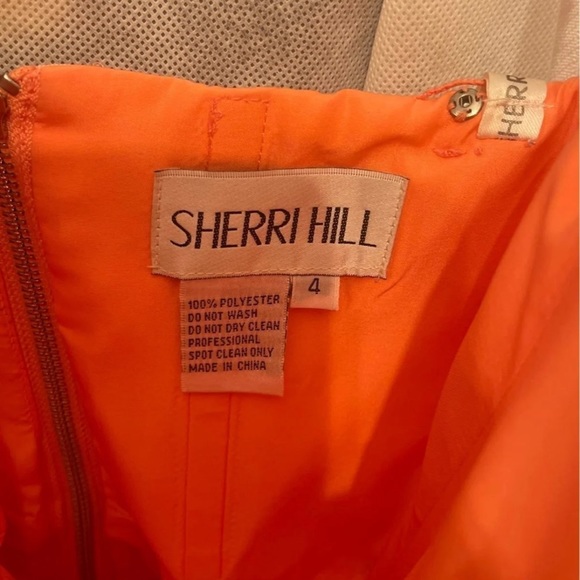 HERR
SHERRI HILL
4
100% POLYESTER
DO NOT WASH
DO NOT DRY CLEAN
PROFESSIONAL
SPOT CLEAN ONLY
MADE IN CHINA